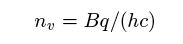 n_v = Bq/(hc)